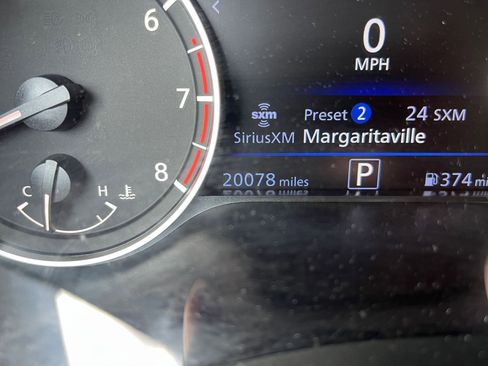 6
0
MPH
7
sxm
Preset 2 24 SXM
SiriusXM Margaritaville
C H
8
20078 miles P 374 mi